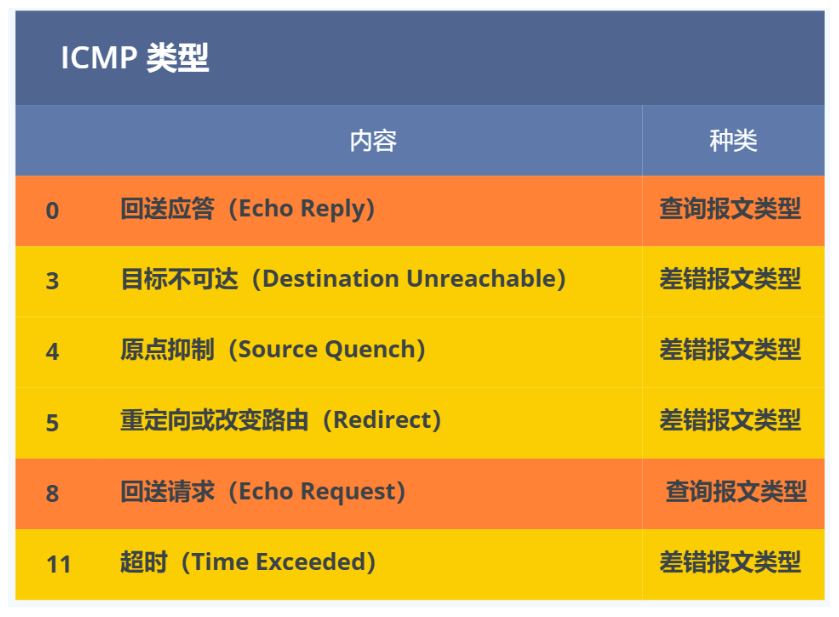 ICMP 类型
内容 种类
0 回送应答（Echo Reply） 查询报文类型
3 目标不可达（Destination Unreachable） 差错报文类型
4 原点抑制（Source Quench） 差错报文类型
5 重定向或改变路由（Redirect） 差错报文类型
8 回送请求（Echo Request） 查询报文类型
11 超时（Time Exceeded） 差错报文类型